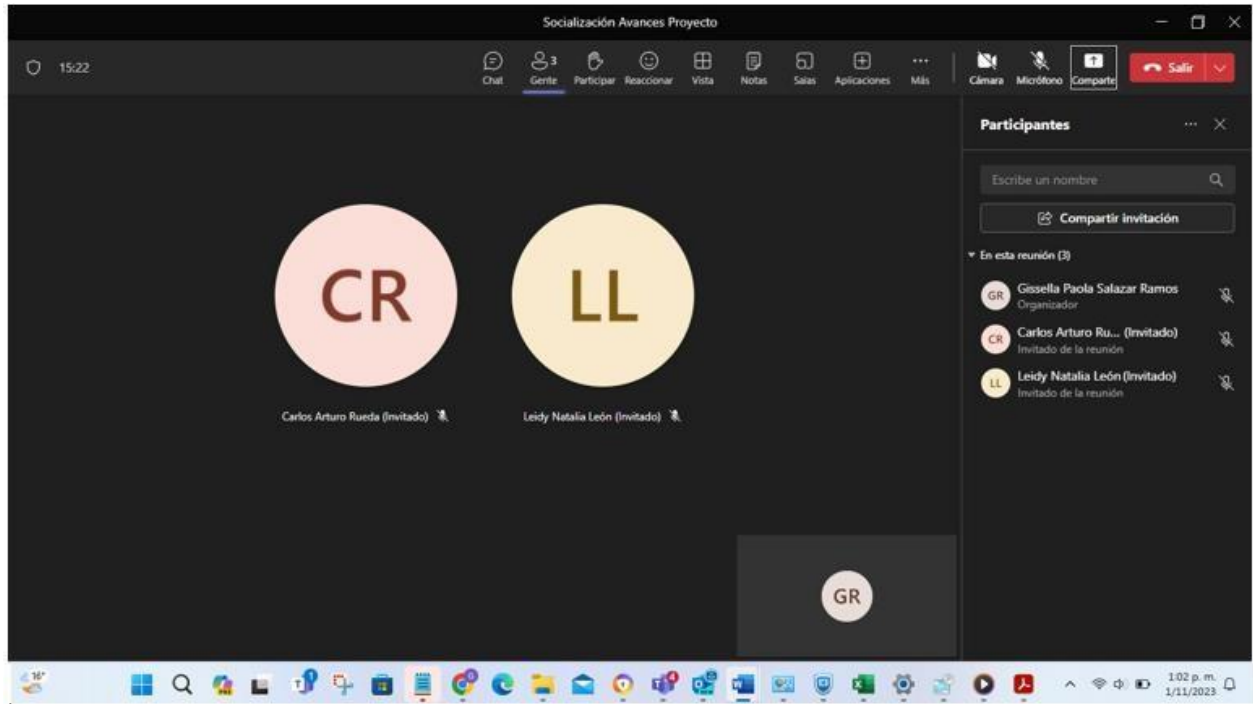 Socialización Avances Proyecto
15:22
3
Chat Gente Participar Reaccionar Vista Notas Salas Aplicaciones Más Cámara Micrófono Comparte Salir
Participantes
Escribe un nombre
Compartir invitación
En esta reunión (3)
GR Gissella Paola Salazar Ramos
Organizador
CR Carlos Arturo Ru... (Invitado)
Invitado de la reunión
LL Leidy Natalia León (Invitado)
Invitado de la reunión
CR
LL
Carlos Arturo Rueda (Invitado)
Leidy Natalia León (Invitado)
GR
16°
1:02 p. m.
1/11/2023